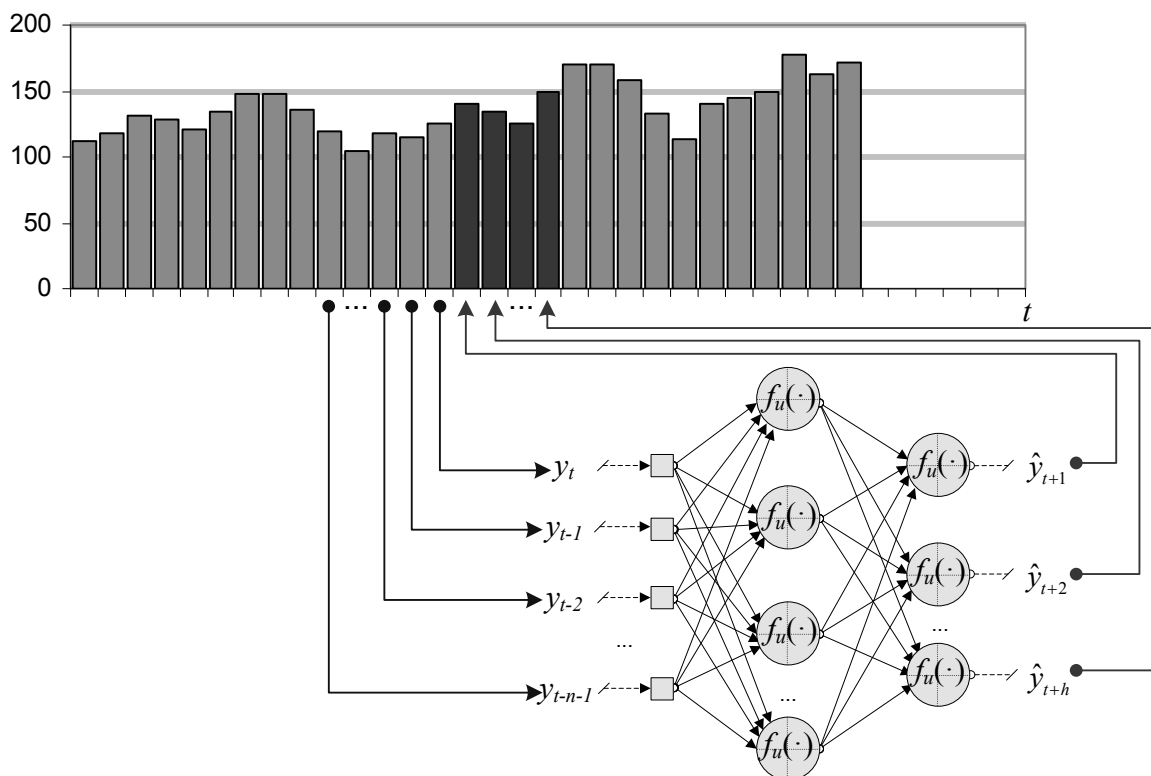 200
150
100
50
0
... ...
t
f_u(·)
y_t f_u(·) ŷ_{t+1}
y_{t-1} f_u(·)
y_{t-2} f_u(·) ŷ_{t+2}
... f_u(·) ...
y_{t-n-1} f_u(·) ŷ_{t+h}
...
f_u(·)